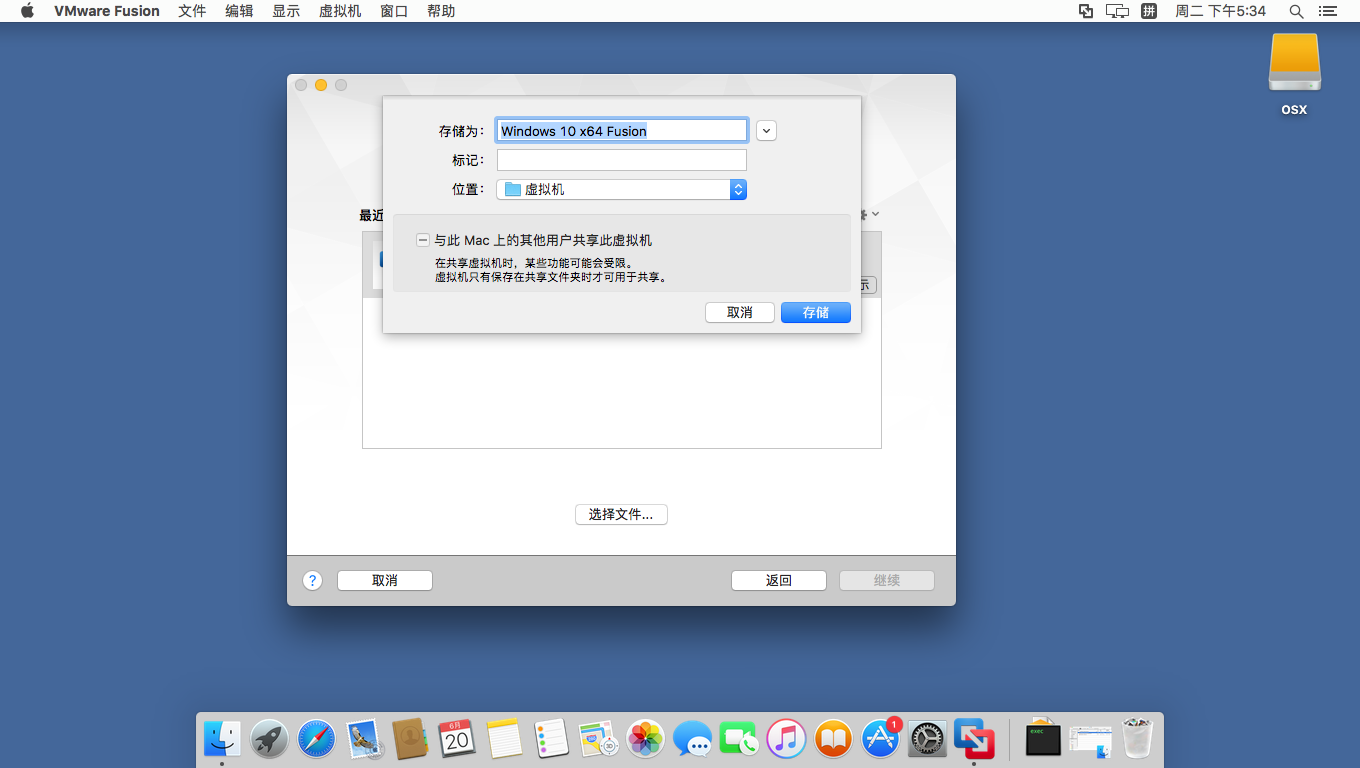 VMware Fusion 文件 编辑 显示 虚拟机 窗口 帮助 拼 周二 下午5:34
osx
存储为: Windows 10 x64 Fusion
标记:
位置: 虚拟机
最近
与此 Mac 上的其他用户共享此虚拟机
在共享虚拟机时，某些功能可能会受限。
虚拟机只有保存在共享文件夹时才可用于共享。
示
取消 存储
选择文件...
? 取消 返回 继续
6月
20
3D
1
exec